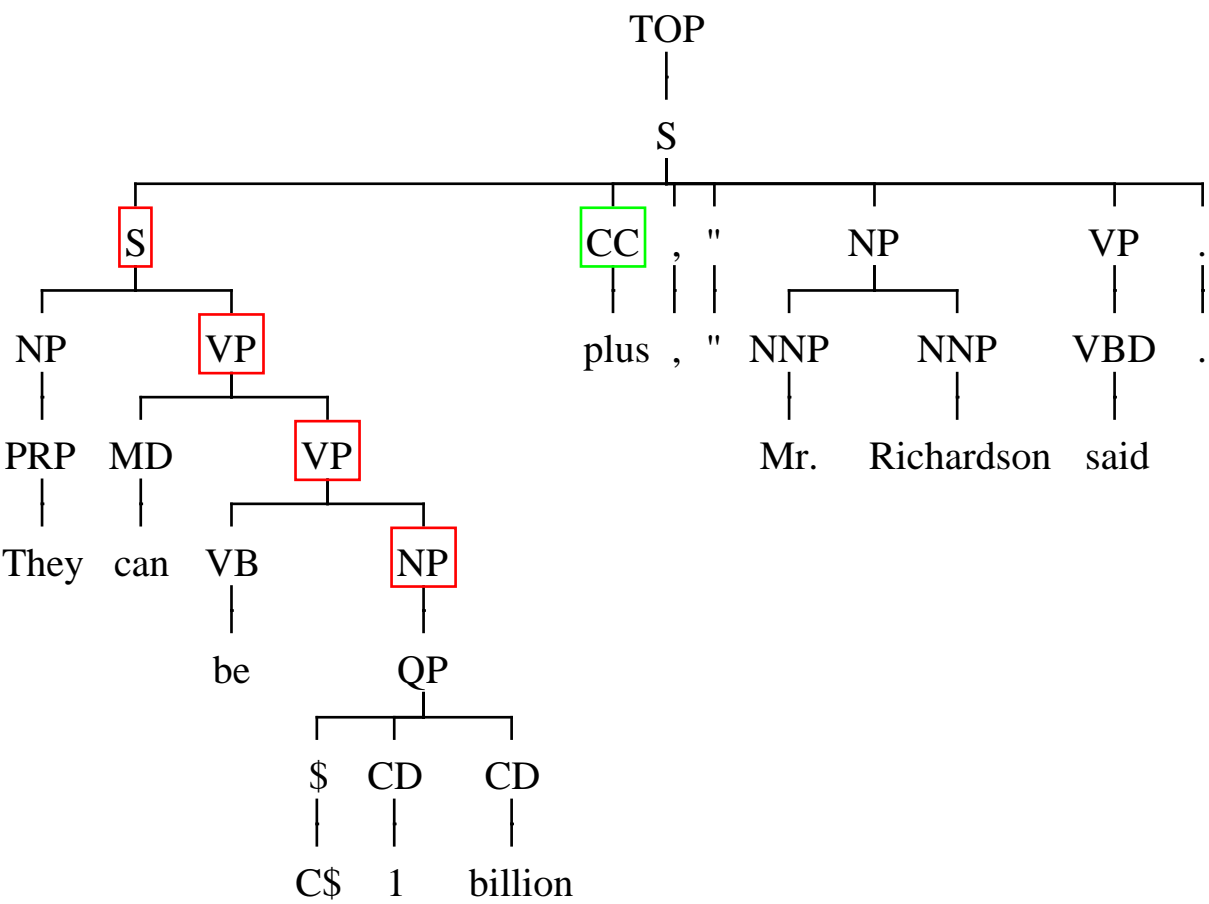 TOP
S
S CC , " NP VP .
NP VP plus , " NNP NNP VBD .
PRP MD VP Mr. Richardson said
They can VB NP
be QP
$ CD CD
C$ 1 billion